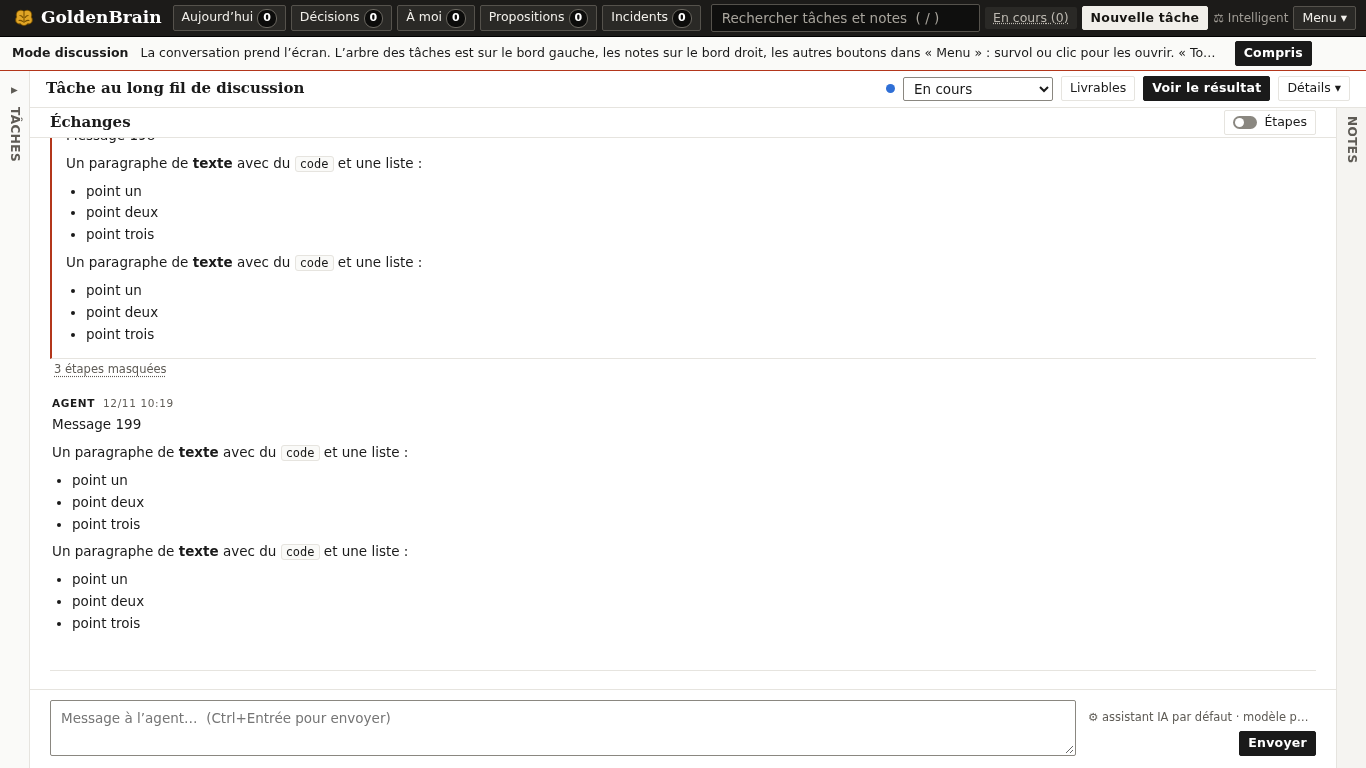 GoldenBrain Aujourd’hui 0 Décisions 0 À moi 0 Propositions 0 Incidents 0 Rechercher tâches et notes ( / ) En cours (0) Nouvelle tâche Intelligent Menu ▾
Mode discussion La conversation prend l’écran. L’arbre des tâches est sur le bord gauche, les notes sur le bord droit, les autres boutons dans « Menu » : survol ou clic pour les ouvrir. « To… Compris
▸ TÂCHES
Tâche au long fil de discussion En cours Livrables Voir le résultat Détails ▾
Échanges Étapes
NOTES
Message 198
Un paragraphe de texte avec du code et une liste :
• point un
• point deux
• point trois
Un paragraphe de texte avec du code et une liste :
• point un
• point deux
• point trois
3 étapes masquées
AGENT 12/11 10:19
Message 199
Un paragraphe de texte avec du code et une liste :
• point un
• point deux
• point trois
Un paragraphe de texte avec du code et une liste :
• point un
• point deux
• point trois
Message à l’agent… (Ctrl+Entrée pour envoyer)
⚙ assistant IA par défaut · modèle p…
Envoyer